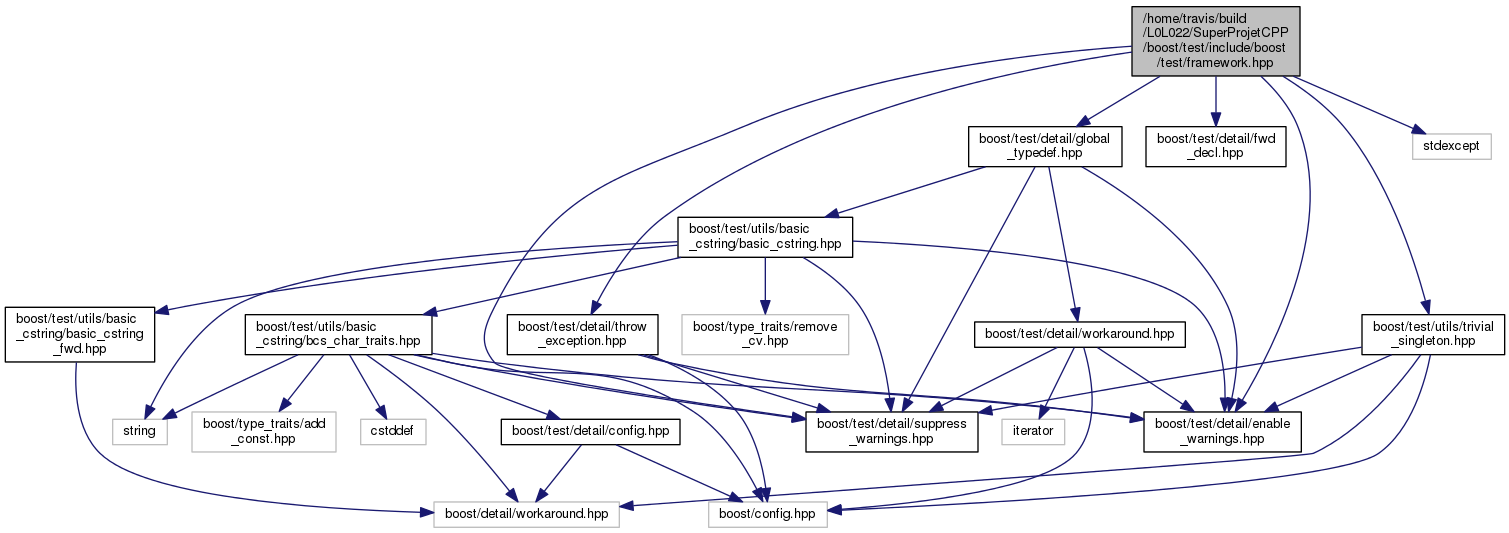 /home/travis/build
/L0L022/SuperProjetCPP
/boost/test/include/boost
/test/framework.hpp
boost/test/detail/global
_typedef.hpp
boost/test/detail/fwd
_decl.hpp
stdexcept
boost/test/utils/basic
_cstring/basic_cstring.hpp
boost/test/utils/basic
_cstring/basic_cstring
_fwd.hpp
boost/test/utils/basic
_cstring/bcs_char_traits.hpp
boost/test/detail/throw
_exception.hpp
boost/type_traits/remove
_cv.hpp
boost/test/detail/workaround.hpp
boost/test/utils/trivial
_singleton.hpp
string
boost/type_traits/add
_const.hpp
cstddef
boost/test/detail/config.hpp
boost/test/detail/suppress
_warnings.hpp
iterator
boost/test/detail/enable
_warnings.hpp
boost/detail/workaround.hpp
boost/config.hpp